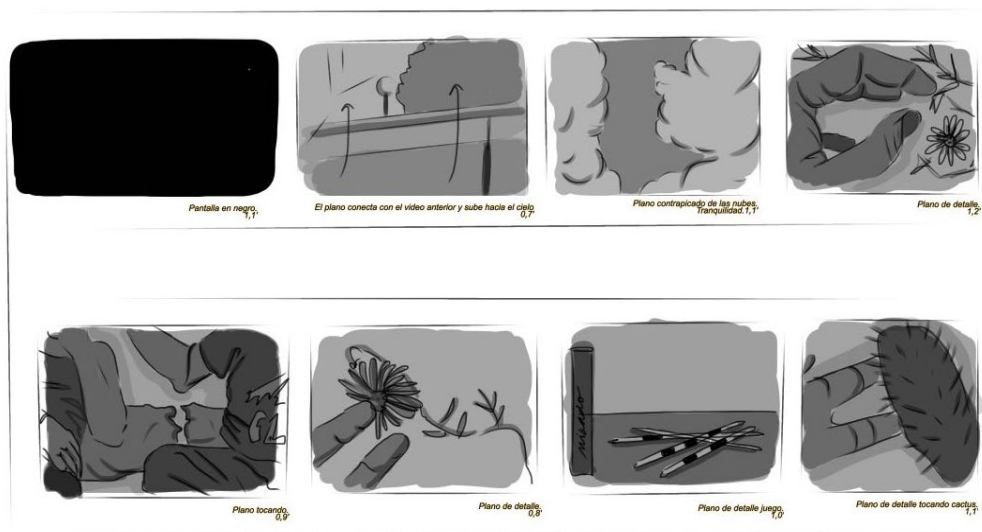 Pantalla en negro.
1,1'
El plano conecta con el video anterior y sube hacia el cielo
0,7'
Plano contrapicado de las nubes.
Tranquilidad.1,1'
Plano de detalle.
1,2'
Plano tocando.
0,9'
Plano de detalle.
0,8'
mikado
Plano de detalle juego.
1,0'
Plano de detalle tocando cactus.
1,1'